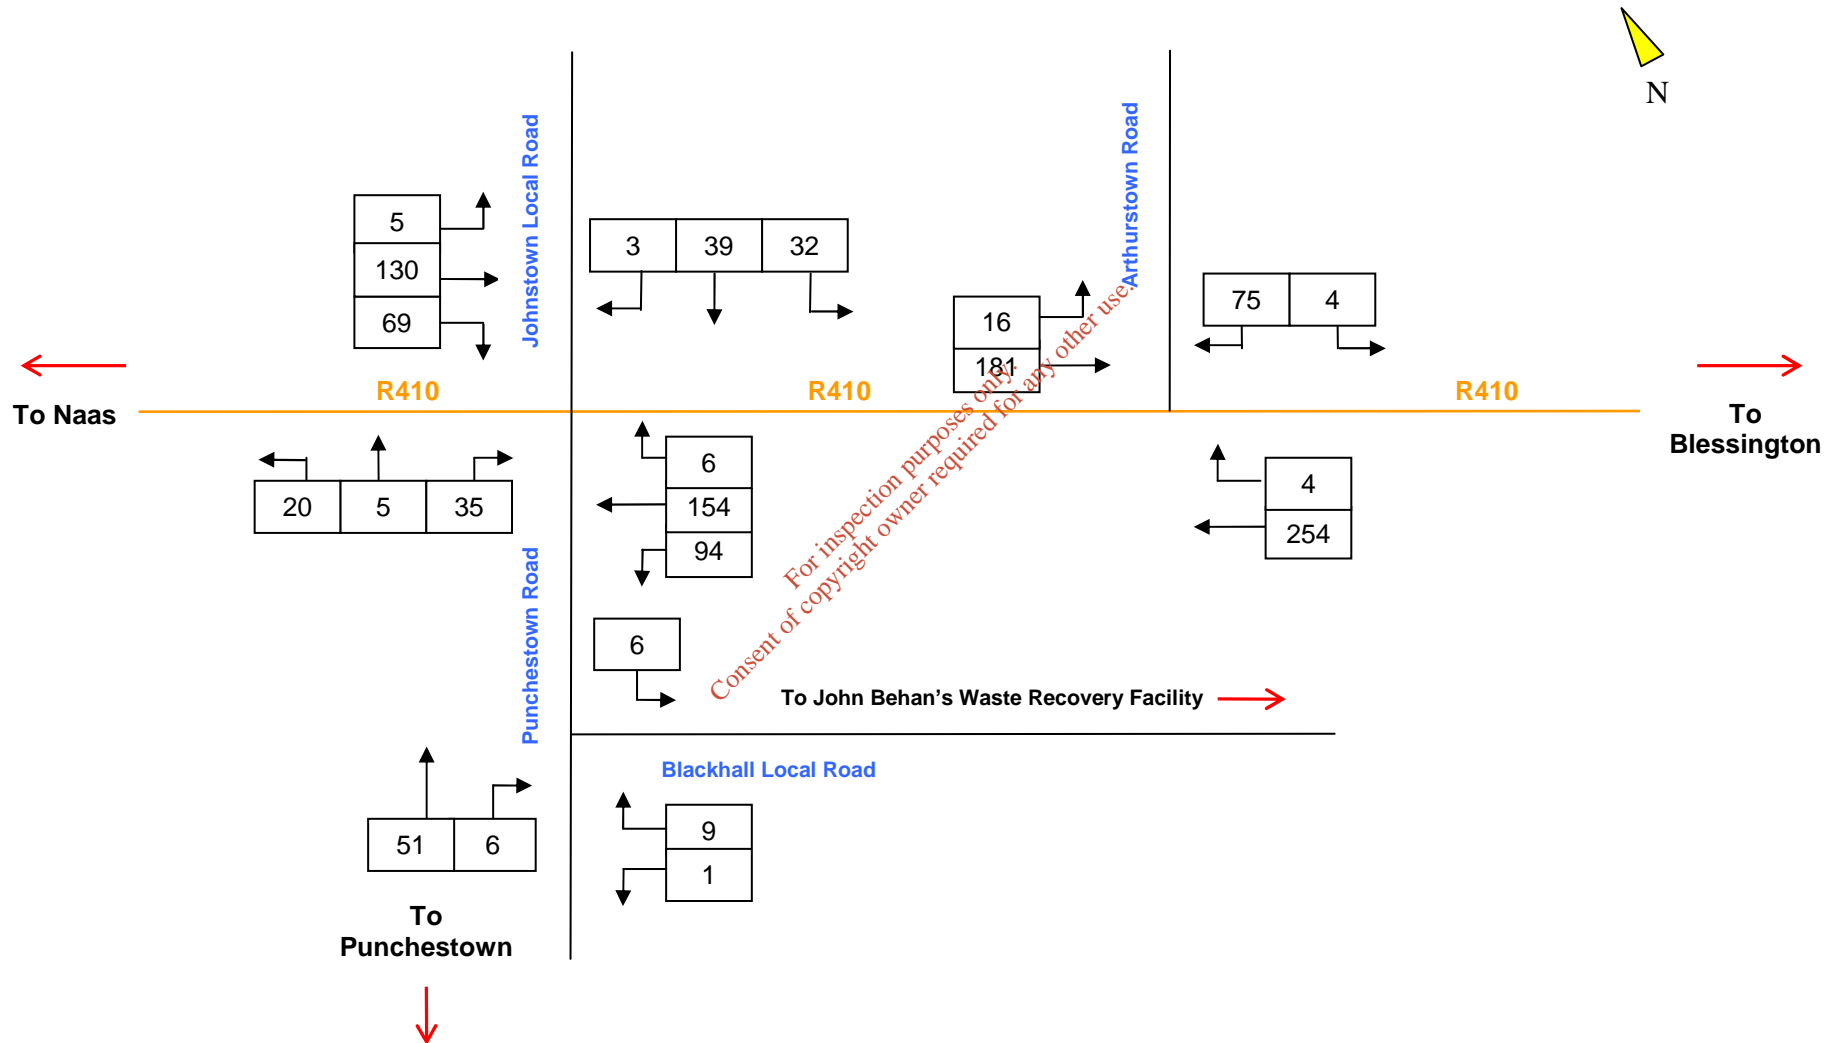 N
Johnstown Local Road
Arthurstown Road
5
130
69
3 39 32
16
181
75 4
R410 R410 R410
To Naas
To
Blessington
20 5 35
6
154
94
4
254
Punchestown Road
6
To John Behan's Waste Recovery Facility
Blackhall Local Road
51 6
9
1
To
Punchestown
For inspection purposes only.
Consent of copyright owner required for any other use.